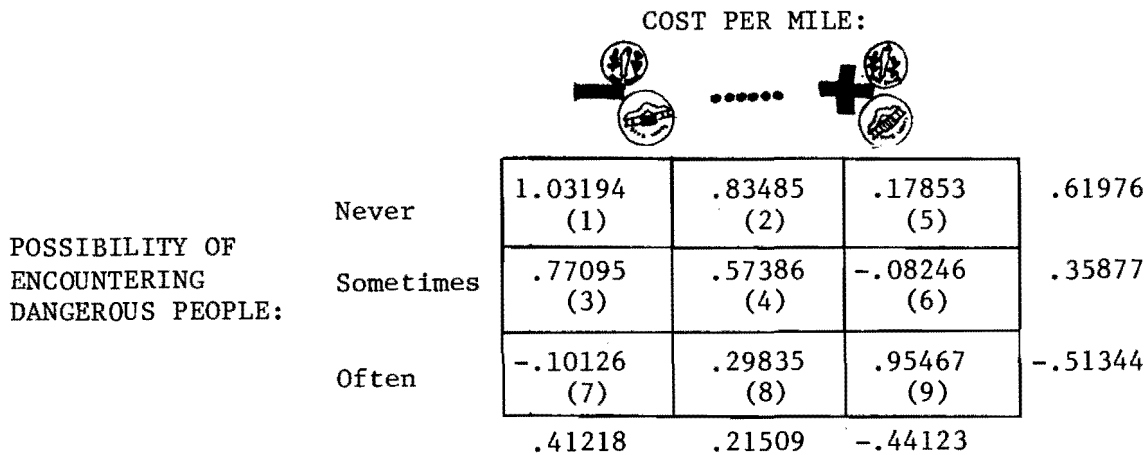 COST PER MILE:
Never 1.03194 .83485 .17853 .61976
(1) (2) (5)
POSSIBILITY OF
ENCOUNTERING
DANGEROUS PEOPLE:
Sometimes .77095 .57386 -.08246 .35877
(3) (4) (6)
Often -.10126 .29835 .95467 -.51344
(7) (8) (9)
.41218 .21509 -.44123